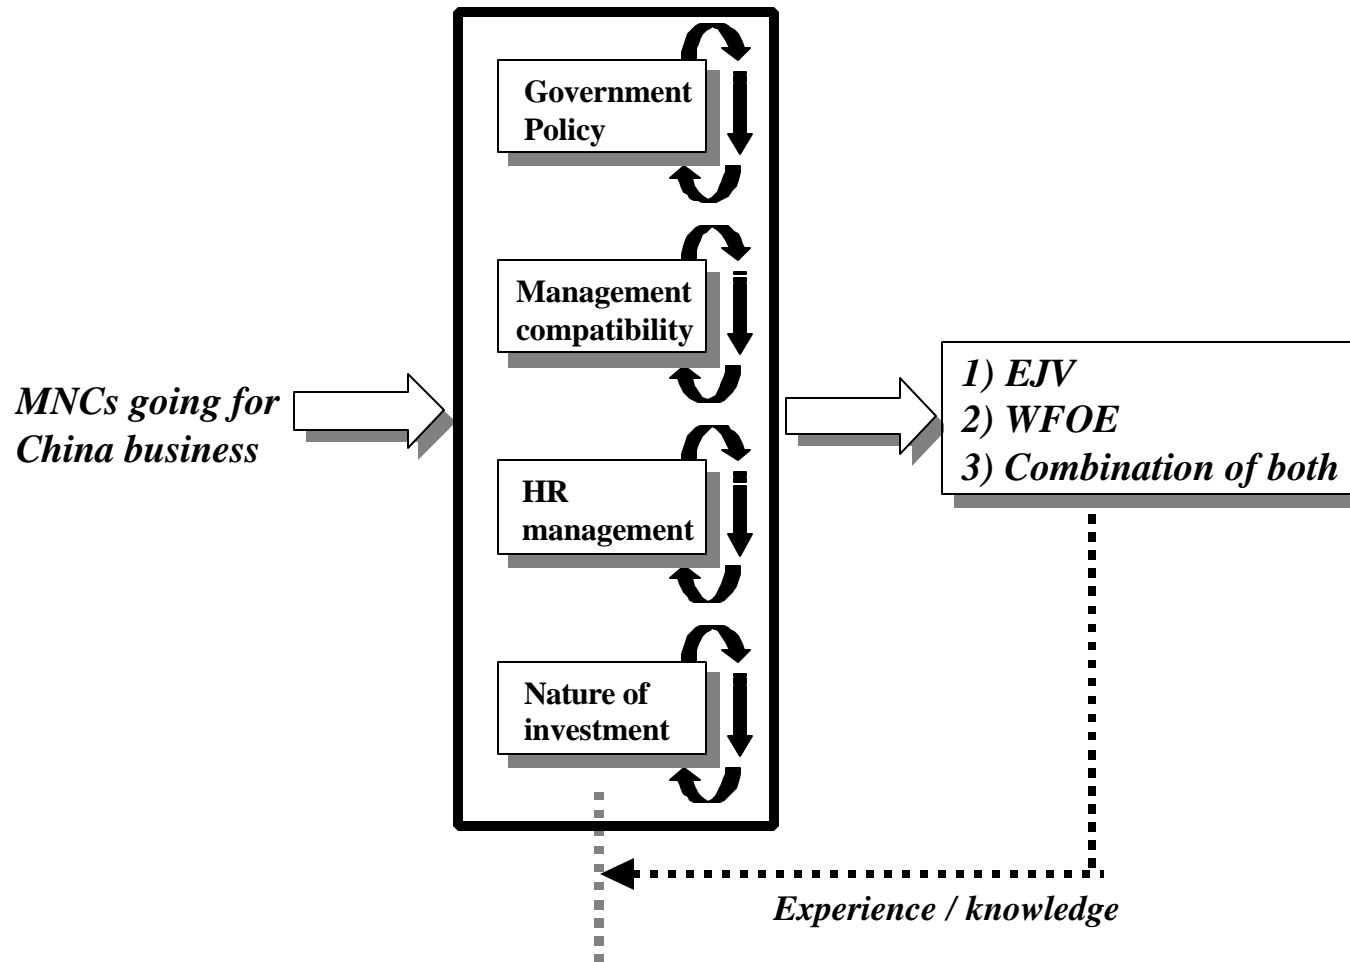 Government
Policy
Management
compatibility
MNCs going for
China business
HR
management
Nature of
investment
1) EJV
2) WFOE
3) Combination of both
Experience / knowledge